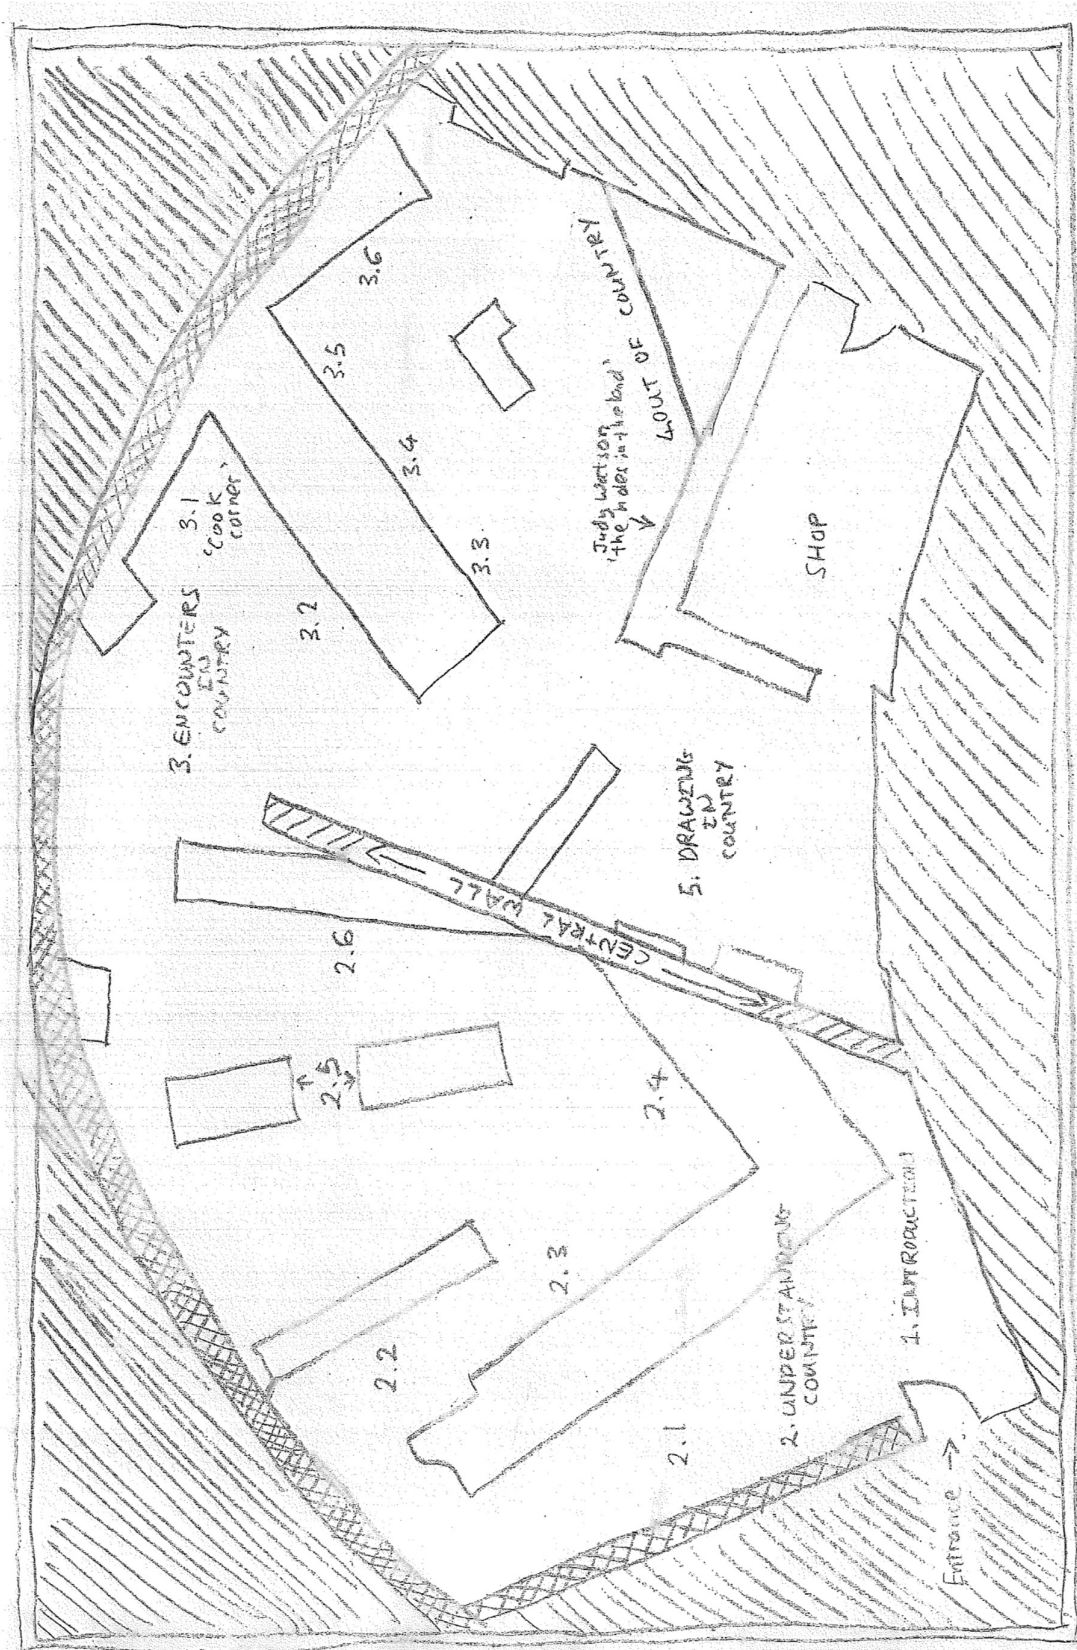 Entrance →
1. INTRODUCTION
2. UNDERSTANDING
COUNTRY
2.1
2.2
2.3
2.4
2.5
2.6
CENTRAL WALL
3. ENCOUNTERS
IN
COUNTRY
3.1
'Cook
corner'
3.2
3.3
3.4
3.5
3.6
Judy Watson
'the holes in the land'
4 OUT OF COUNTRY
5. DRAWING
IN
COUNTRY
SHOP